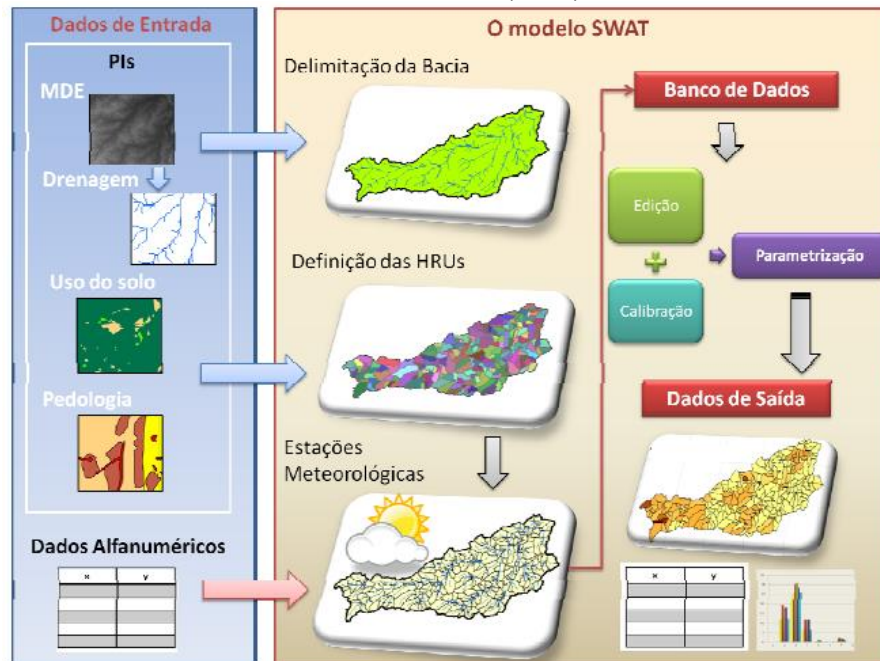 Dados de Entrada
PIs
MDE
Drenagem
Uso do solo
Pedologia
Dados Alfanuméricos
x y
O modelo SWAT
Delimitação da Bacia
Definição das HRUs
Estações
Meteorológicas
Banco de Dados
Edição
Calibração
Parametrização
Dados de Saída
x y